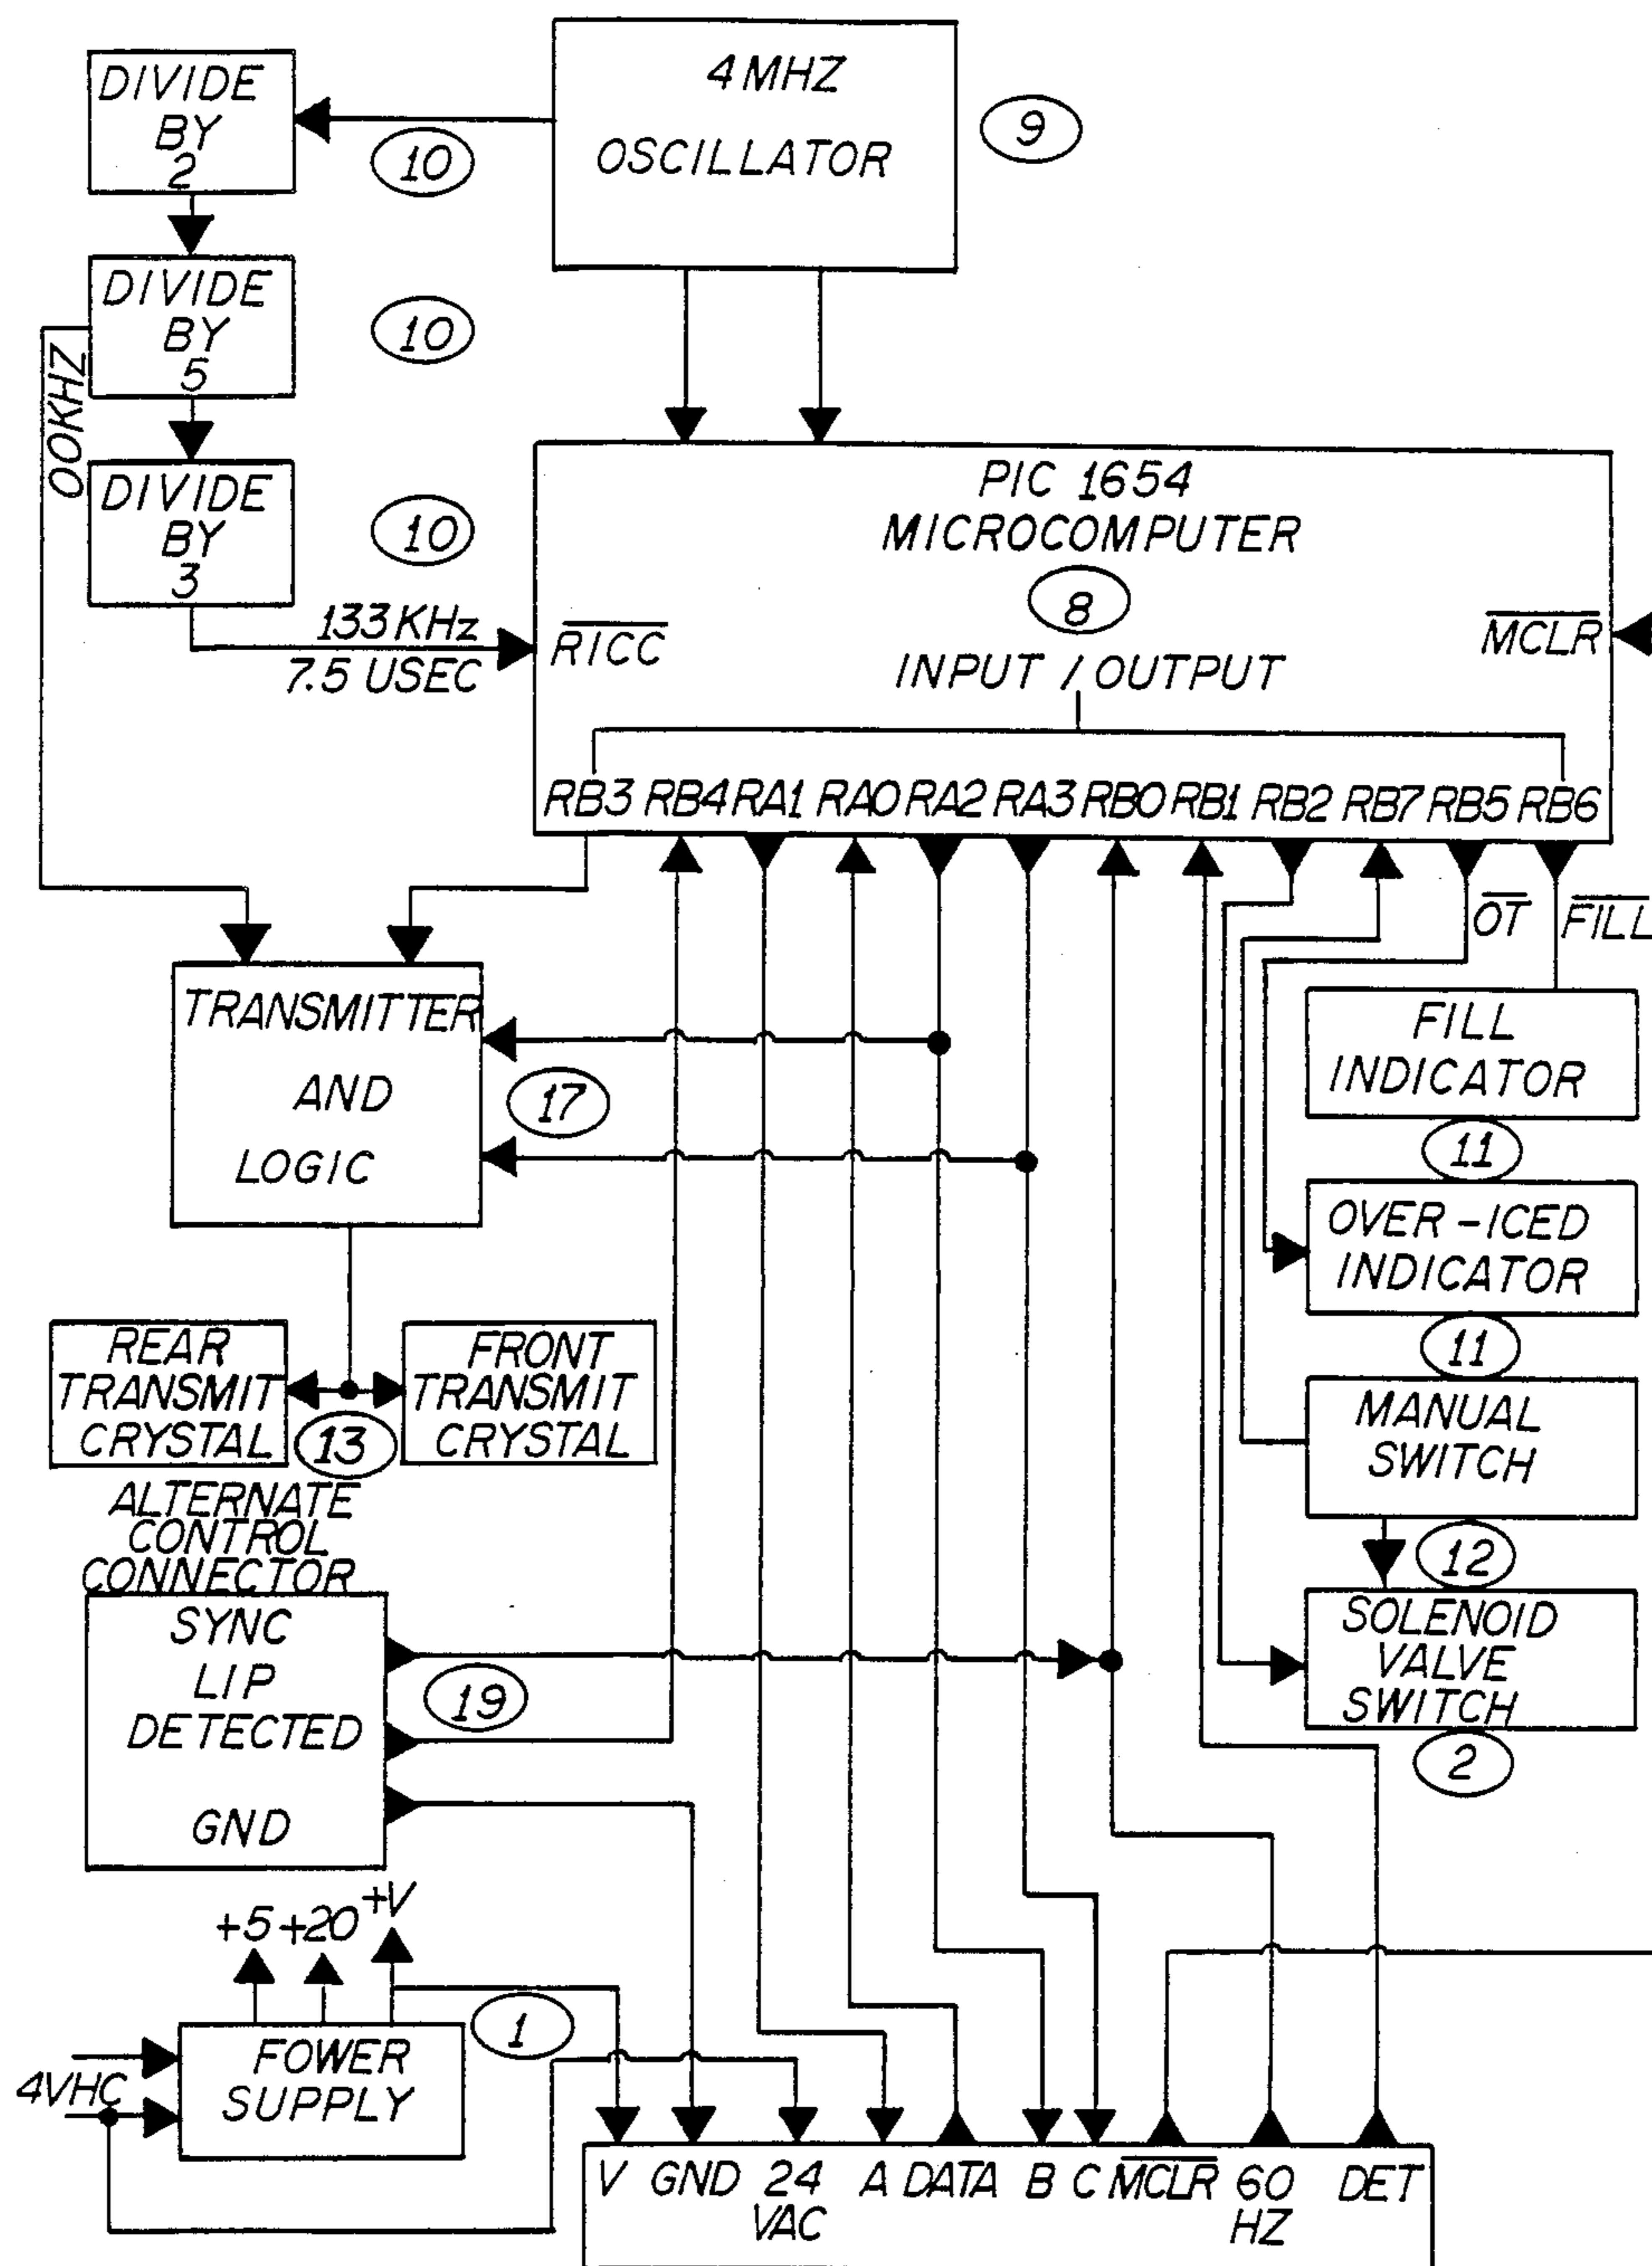 DIVIDE
BY
2
10
4 MHZ
OSCILLATOR
9
DIVIDE
BY
5
10
00KHZ
DIVIDE
BY
3
10
133 KHz
7.5 USEC
PIC 1654
MICROCOMPUTER
8
RICC
MCLR
INPUT / OUTPUT
RB3 RB4 RA1 RA0 RA2 RA3 RB0 RB1 RB2 RB7 RB5 RB6
OT FILL
TRANSMITTER
AND
LOGIC
17
FILL
INDICATOR
11
OVER-ICED
INDICATOR
11
REAR
TRANSMIT
CRYSTAL
13
FRONT
TRANSMIT
CRYSTAL
MANUAL
SWITCH
12
ALTERNATE
CONTROL
CONNECTOR
SYNC
LIP
DETECTED
GND
19
SOLENOID
VALVE
SWITCH
2
+5 +20 +V
1
FOWER
SUPPLY
4VHC
V GND 24 A DATA B C MCLR 60 DET
VAC HZ